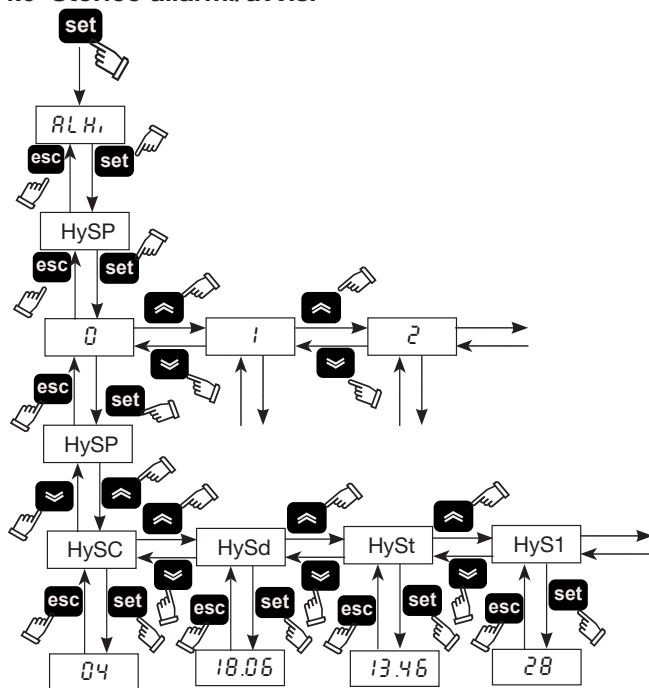 set
ALHi
esc set
HySP
esc set
0 1 2
esc set
HySP
HySC HySd HySt HyS1
esc set esc set esc set esc set
04 18.06 13.46 28